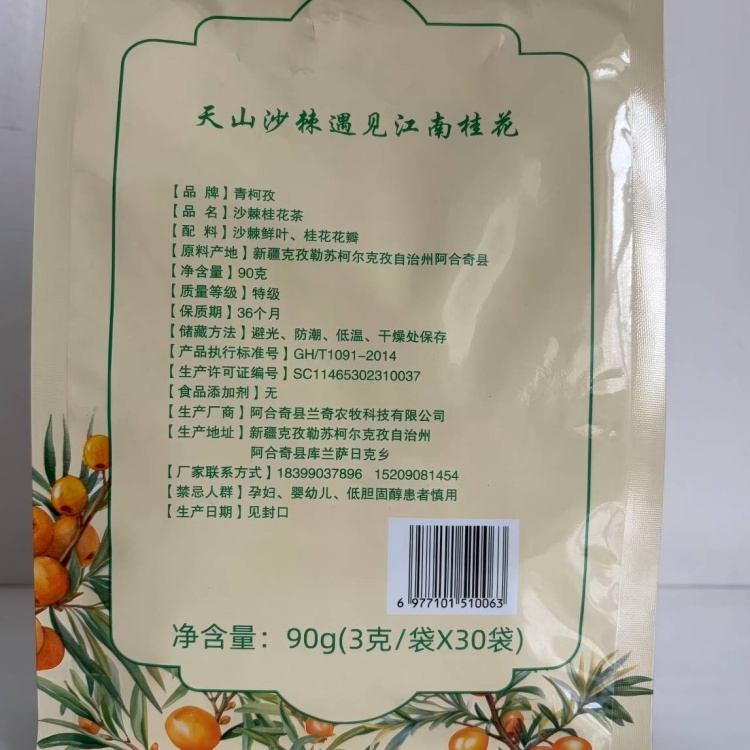 天山沙棘遇见江南桂花
【品 牌】青柯孜
【品 名】沙棘桂花茶
【配 料】沙棘鲜叶、桂花花瓣
【原料产地】新疆克孜勒苏柯尔克孜自治州阿合奇县
【净含量】90克
【质量等级】特级
【保质期】36个月
【储藏方法】避光、防潮、低温、干燥处保存
【产品执行标准号】GH/T1091-2014
【生产许可证编号】SC11465302310037
【食品添加剂】无
【生产厂商】阿合奇县兰奇农牧科技有限公司
【生产地址】新疆克孜勒苏柯尔克孜自治州
阿合奇县库兰萨日克乡
【厂家联系方式】18399037896 15209081454
【禁忌人群】孕妇、婴幼儿、低胆固醇患者慎用
【生产日期】见封口
6 977101 510063
净含量：90g(3克/袋X30袋)